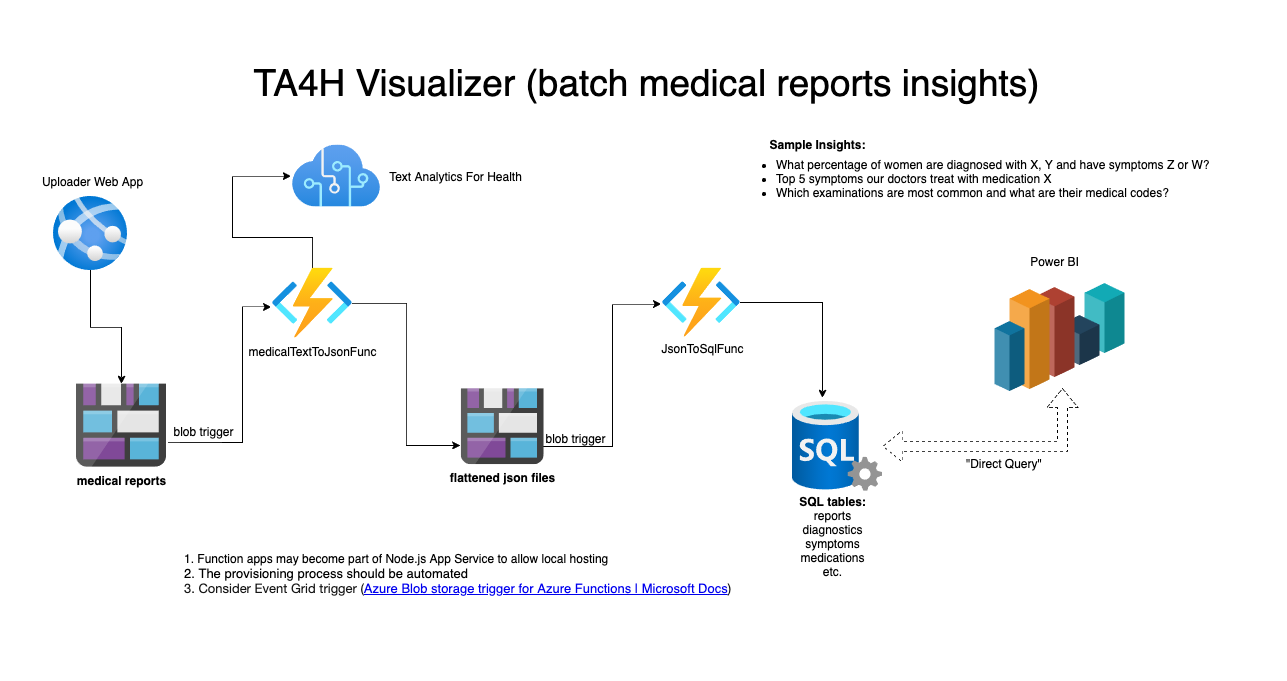 TA4H Visualizer (batch medical reports insights)
Sample Insights:
• What percentage of women are diagnosed with X, Y and have symptoms Z or W?
• Top 5 symptoms our doctors treat with medication X
• Which examinations are most common and what are their medical codes?
Uploader Web App
Text Analytics For Health
Power BI
medicalTextToJsonFunc
JsonToSqlFunc
blob trigger
blob trigger
medical reports
flattened json files
SQL
"Direct Query"
SQL tables:
reports
diagnostics
symptoms
medications
etc.
1. Function apps may become part of Node.js App Service to allow local hosting
2. The provisioning process should be automated
3. Consider Event Grid trigger (Azure Blob storage trigger for Azure Functions | Microsoft Docs)